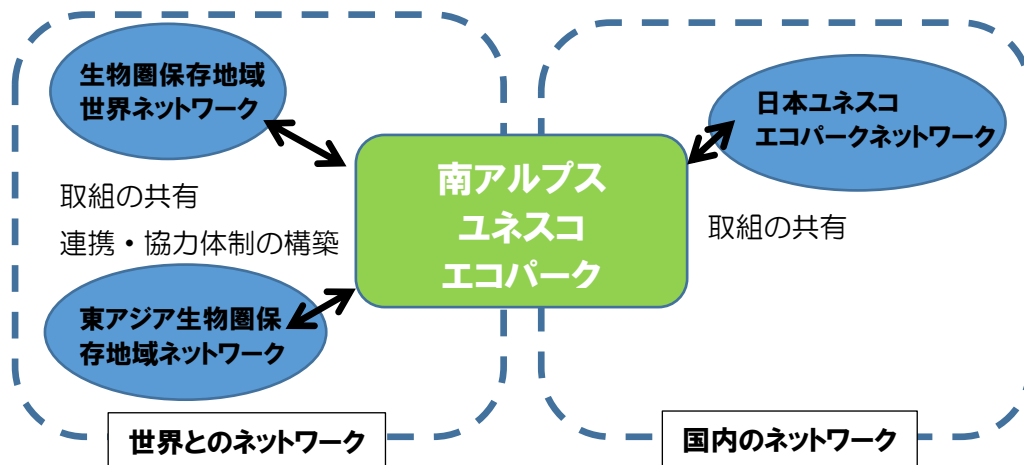 生物圏保存地域
世界ネットワーク
取組の共有
連携・協力体制の構築
東アジア生物圏保
存地域ネットワーク
世界とのネットワーク
南アルプス
ユネスコ
エコパーク
日本ユネスコ
エコパークネットワーク
取組の共有
国内のネットワーク